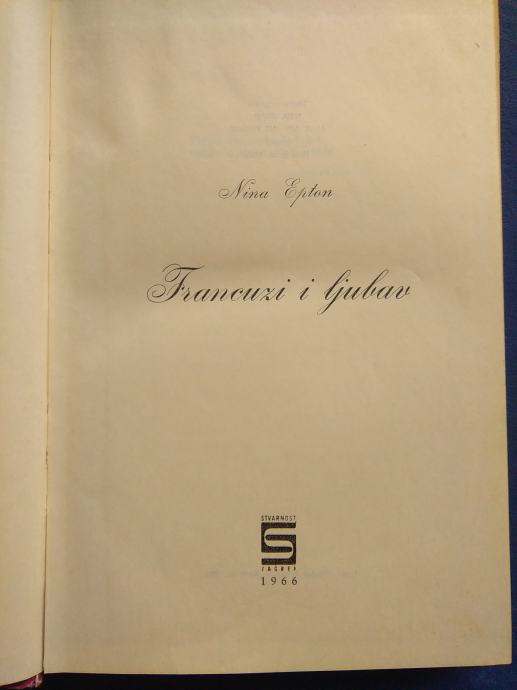 Nina Epton
Francuzi i ljubav
STVARNOST
ZAGREB
1966